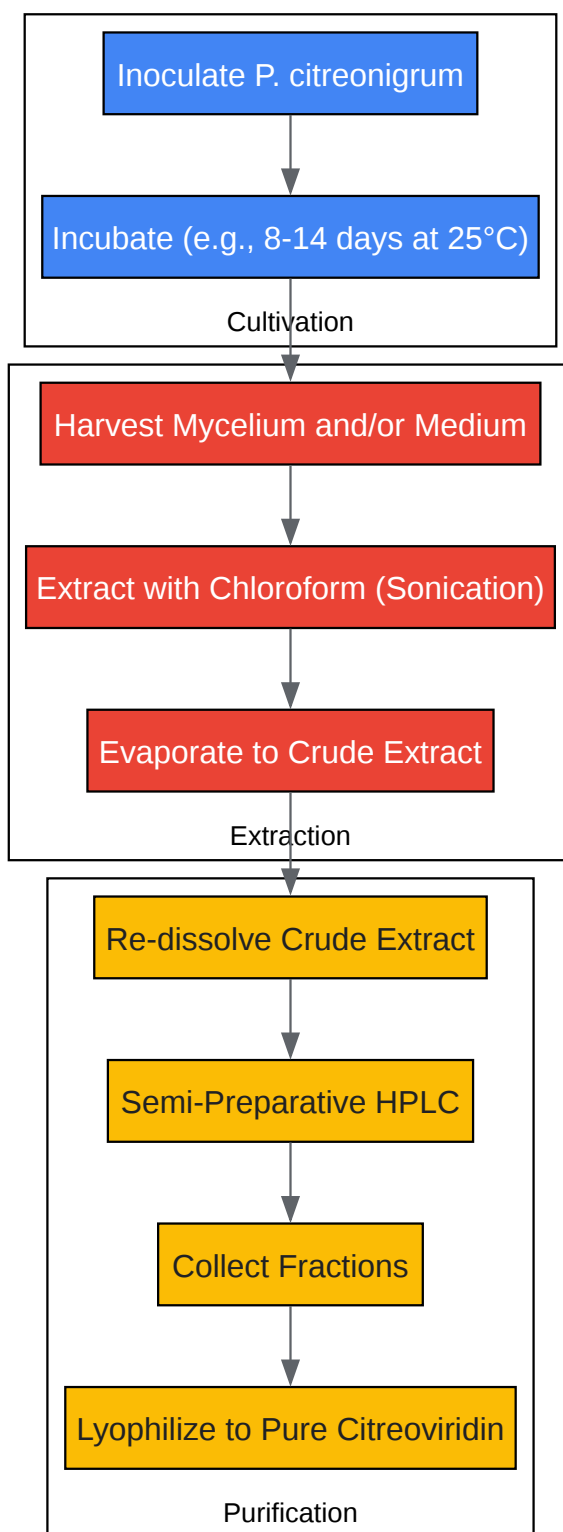 Inoculate P. citreonigrum
Incubate (e.g., 8-14 days at 25°C)
Cultivation
Harvest Mycelium and/or Medium
Extract with Chloroform (Sonication)
Evaporate to Crude Extract
Extraction
Re-dissolve Crude Extract
Semi-Preparative HPLC
Collect Fractions
Lyophilize to Pure Citreoviridin
Purification